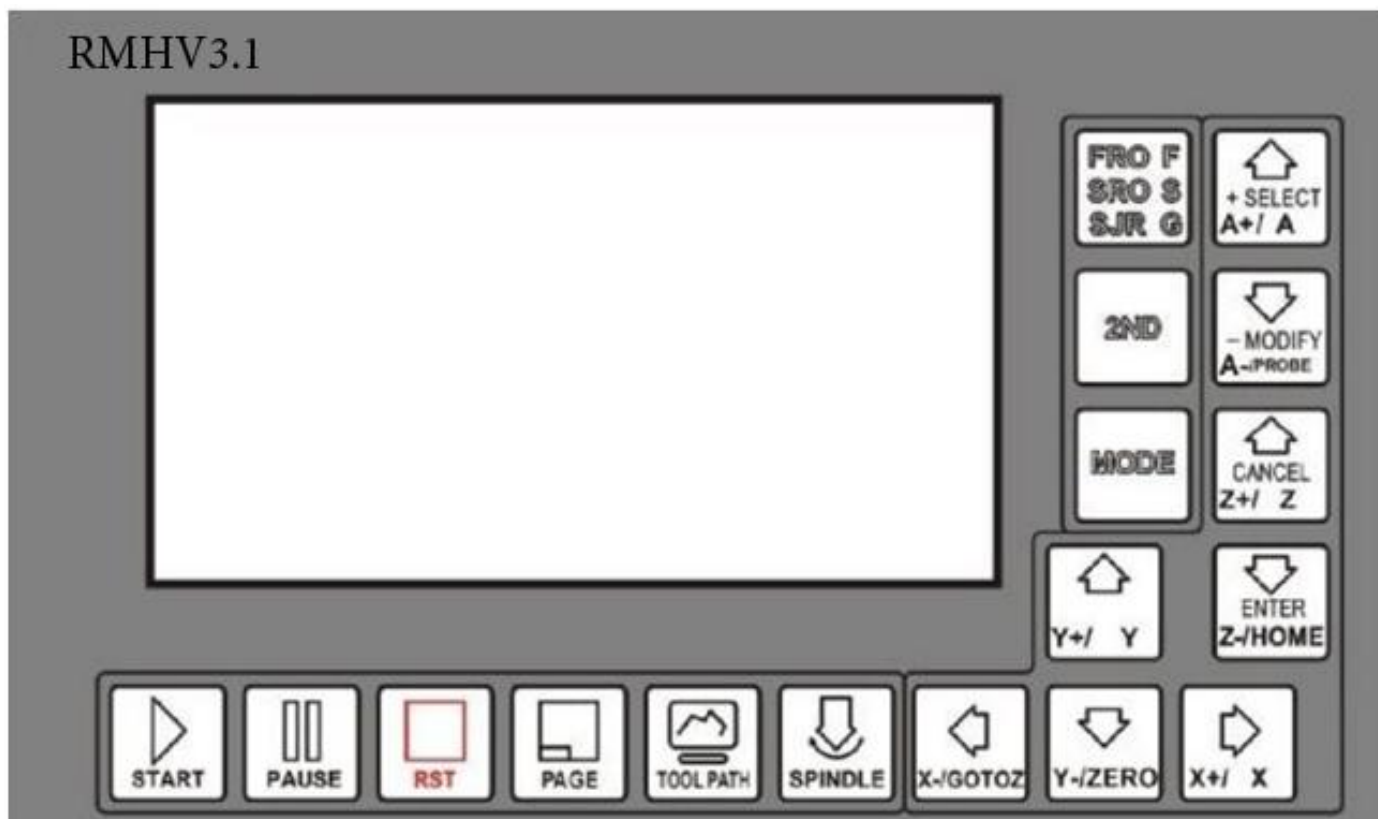 RMHV3.1
FRO F
SRO S
SJR G
+ SELECT
A+/ A
2ND
– MODIFY
A-/PROBE
MODE
CANCEL
Z+/ Z
Y+/ Y
ENTER
Z-/HOME
START
PAUSE
RST
PAGE
TOOL PATH
SPINDLE
X-/GOTOZ
Y-/ZERO
X+/ X